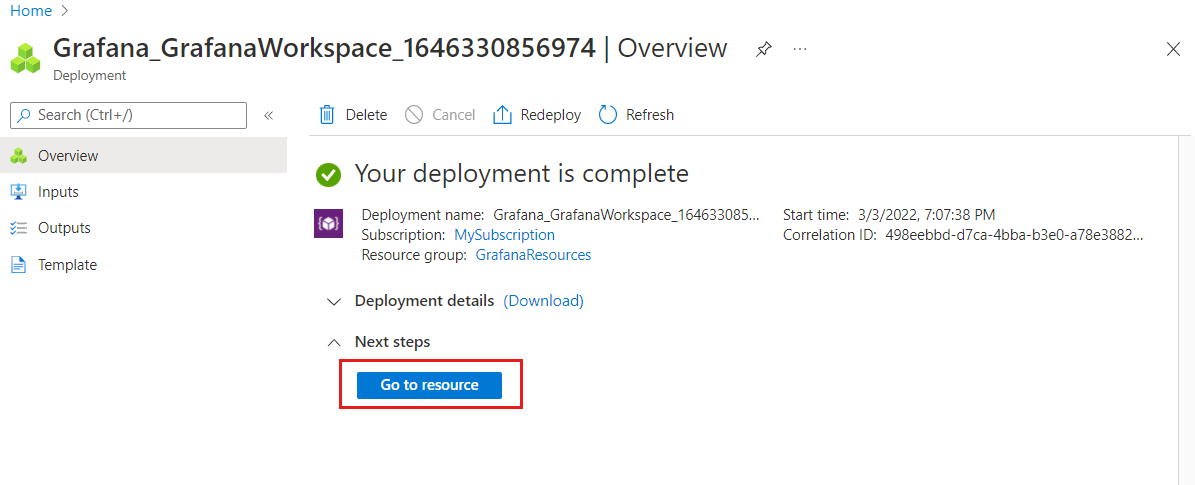 Home
Grafana_GrafanaWorkspace_1646330856974 | Overview
Deployment
Search (Ctrl+/)
Delete Cancel Redeploy Refresh
Overview
Inputs
Outputs
Template
Your deployment is complete
Deployment name: Grafana_GrafanaWorkspace_164633085...
Subscription: MySubscription
Resource group: GrafanaResources
Start time: 3/3/2022, 7:07:38 PM
Correlation ID: 498eebbd-d7ca-4bba-b3e0-a78e3882...
Deployment details (Download)
Next steps
Go to resource